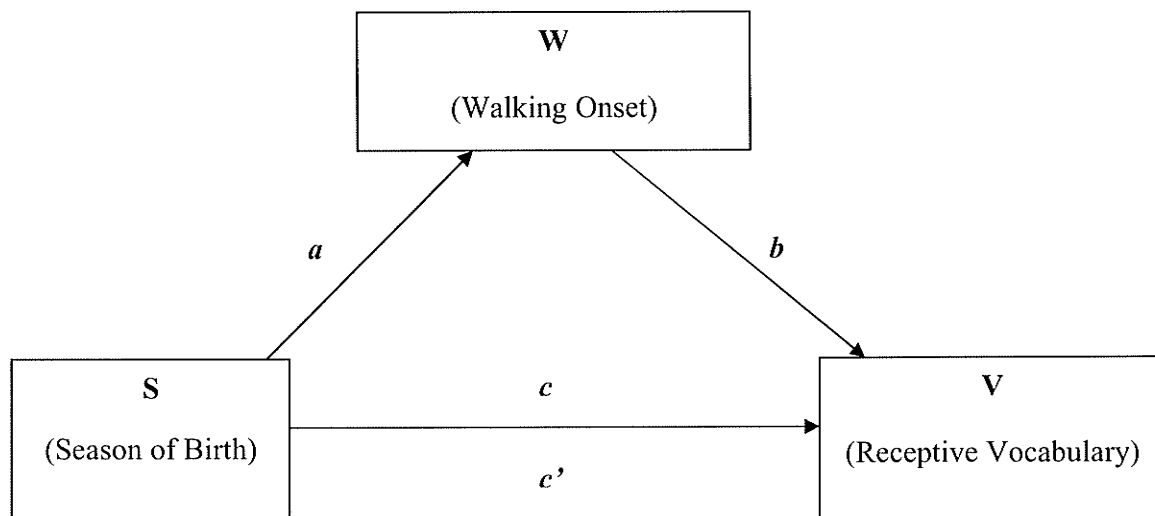 W
(Walking Onset)
a
b
S
(Season of Birth)
c
c’
V
(Receptive Vocabulary)